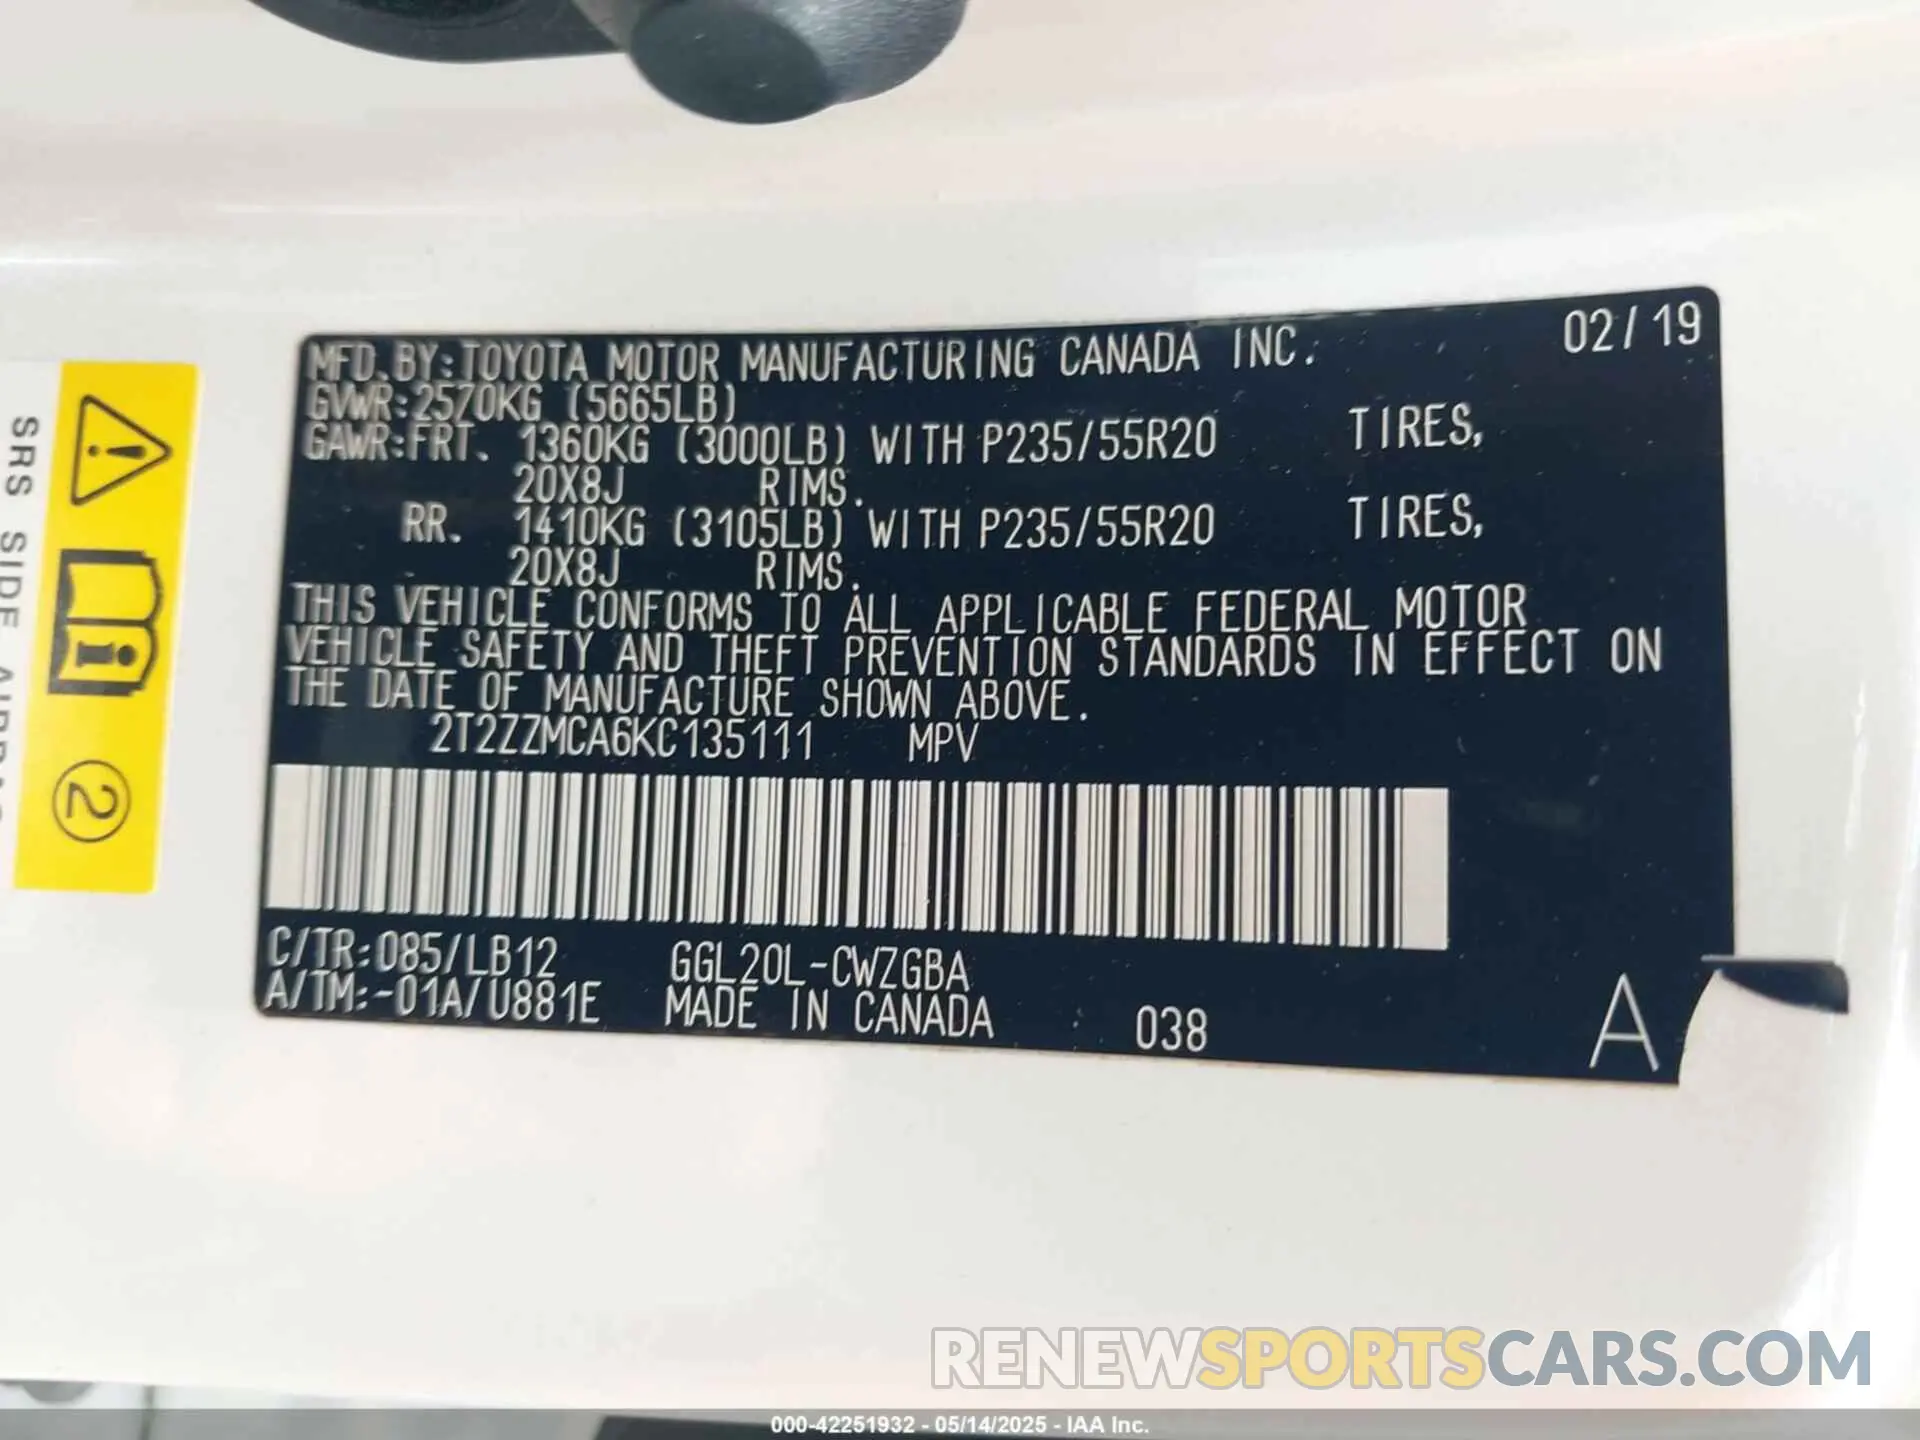 MFD.BY:TOYOTA MOTOR MANUFACTURING CANADA INC. 02/19
GVWR:2570KG (5665LB)
GAWR:FRT. 1360KG (3000LB) WITH P235/55R20 TIRES,
20X8J RIMS.
RR. 1410KG (3105LB) WITH P235/55R20 TIRES,
20X8J RIMS.
THIS VEHICLE CONFORMS TO ALL APPLICABLE FEDERAL MOTOR
VEHICLE SAFETY AND THEFT PREVENTION STANDARDS IN EFFECT ON
THE DATE OF MANUFACTURE SHOWN ABOVE.
2T2ZZMCA6KC135111 MPV
C/TR:085/LB12 GGL20L-CWZGBA
A/TM:-01A/U881E MADE IN CANADA 038 A
SRS SIDE
2
RENEWSPORTSCARS.COM
000-42251932 - 05/14/2025 - IAA Inc.